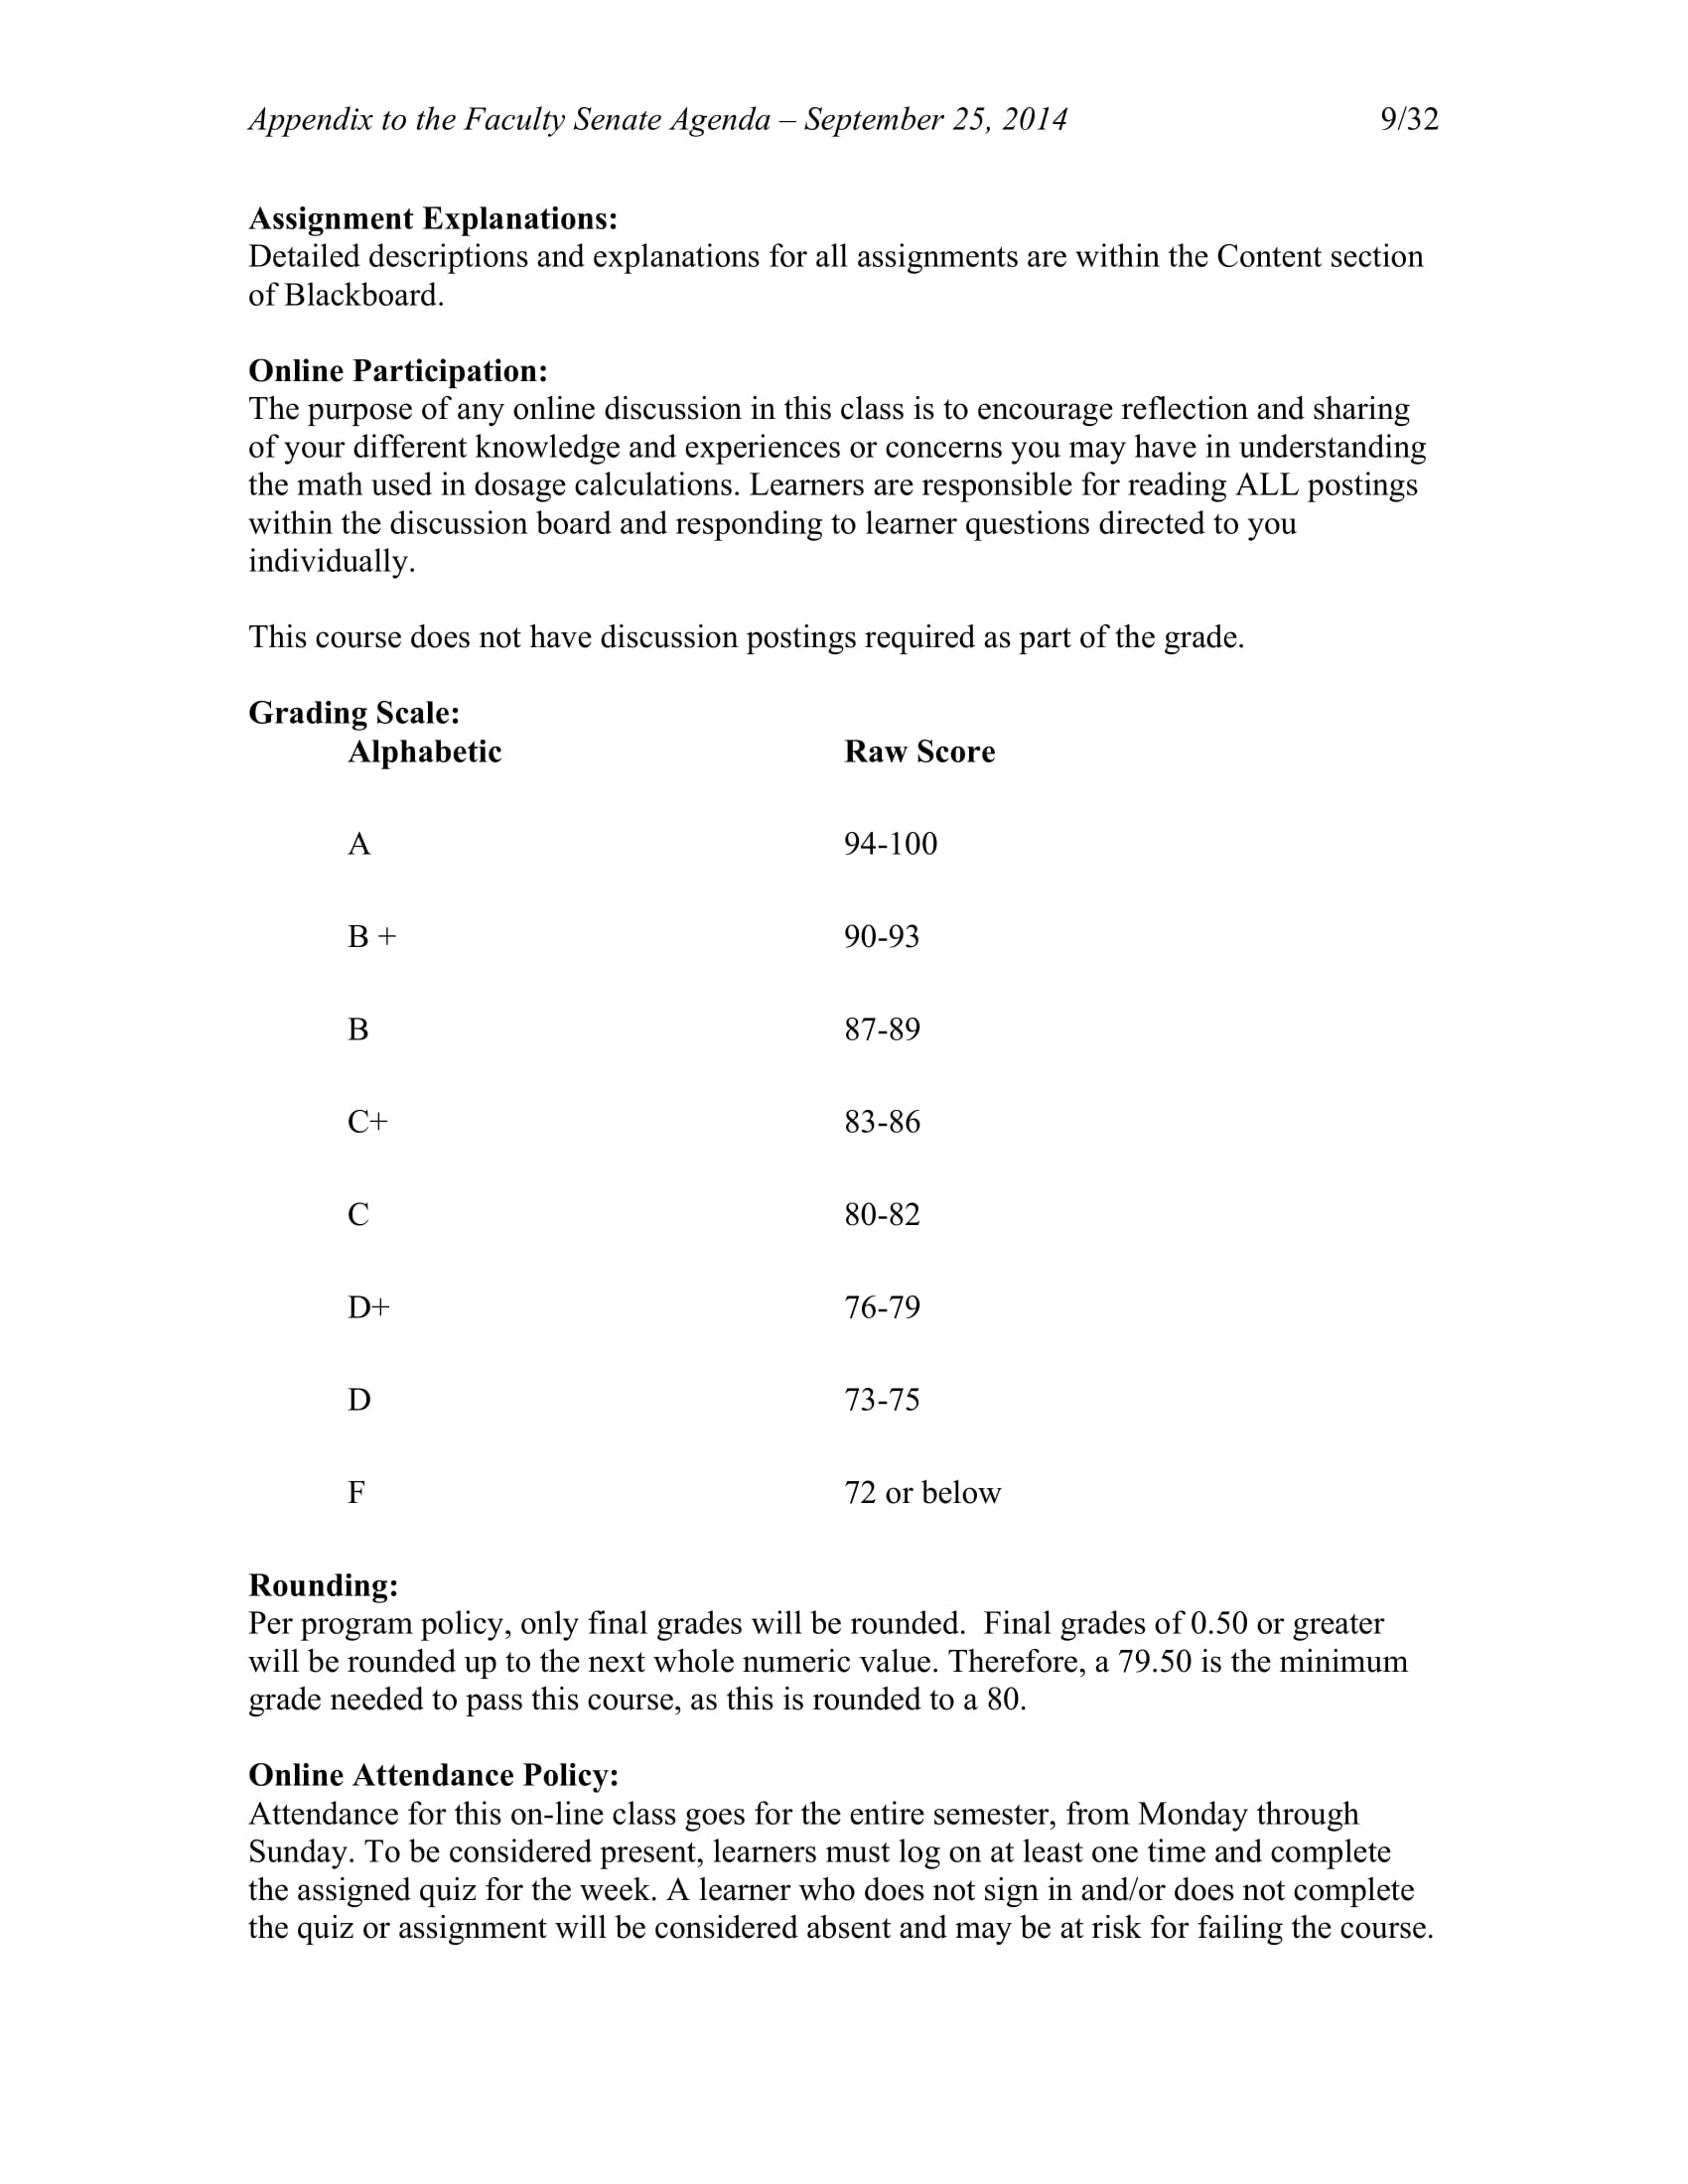 Appendix to the Faculty Senate Agenda – September 25, 2014 9/32
Assignment Explanations:
Detailed descriptions and explanations for all assignments are within the Content section
of Blackboard.
Online Participation:
The purpose of any online discussion in this class is to encourage reflection and sharing
of your different knowledge and experiences or concerns you may have in understanding
the math used in dosage calculations. Learners are responsible for reading ALL postings
within the discussion board and responding to learner questions directed to you
individually.
This course does not have discussion postings required as part of the grade.
Grading Scale:
Alphabetic Raw Score
A 94-100
B + 90-93
B 87-89
C+ 83-86
C 80-82
D+ 76-79
D 73-75
F 72 or below
Rounding:
Per program policy, only final grades will be rounded.  Final grades of 0.50 or greater
will be rounded up to the next whole numeric value. Therefore, a 79.50 is the minimum
grade needed to pass this course, as this is rounded to a 80.
Online Attendance Policy:
Attendance for this on-line class goes for the entire semester, from Monday through
Sunday. To be considered present, learners must log on at least one time and complete
the assigned quiz for the week. A learner who does not sign in and/or does not complete
the quiz or assignment will be considered absent and may be at risk for failing the course.